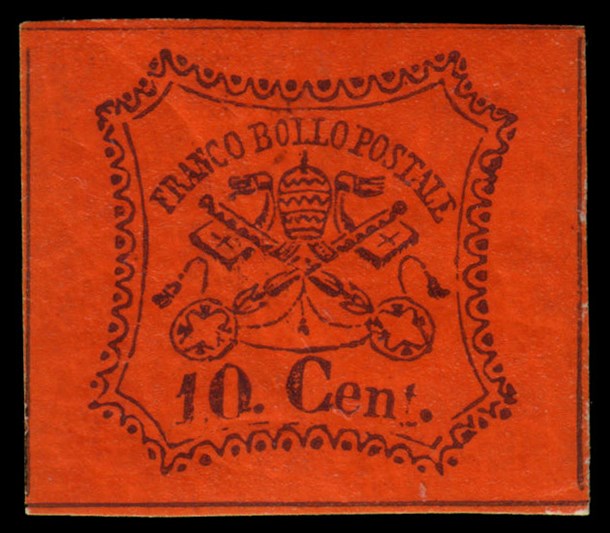 FRANCO BOLLO POSTALE
10. Cent.